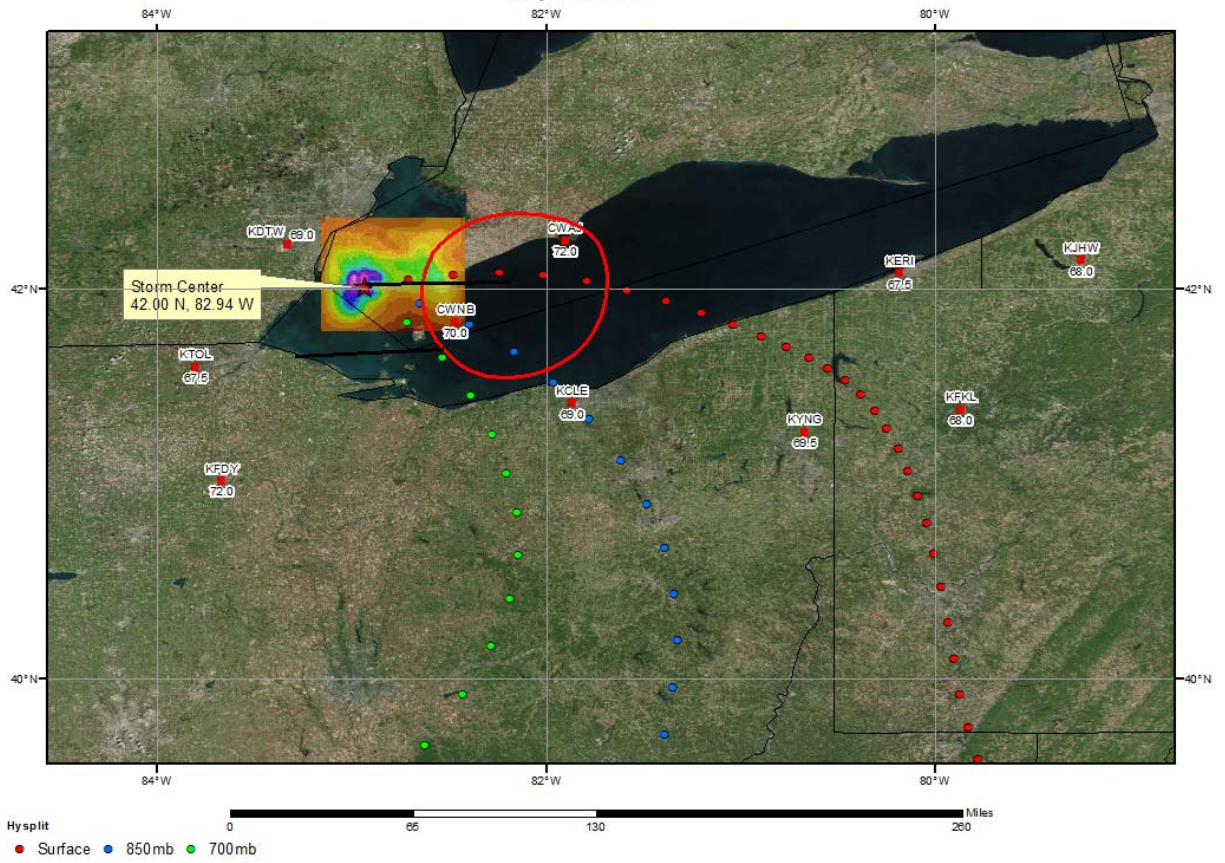 84°W
82°W
80°W
KDTW 69.0
CWAJ
72.0
KERI
67.5
KJHW
68.0
42°N
42°N
Storm Center
42.00 N, 82.94 W
CWNB
70.0
KTOL
67.5
KCLE
69.0
KFKL
68.0
KYNG
69.5
KFDY
72.0
40°N
40°N
84°W
82°W
80°W
Miles
0
65
130
260
Hysplit
Surface
850mb
700mb